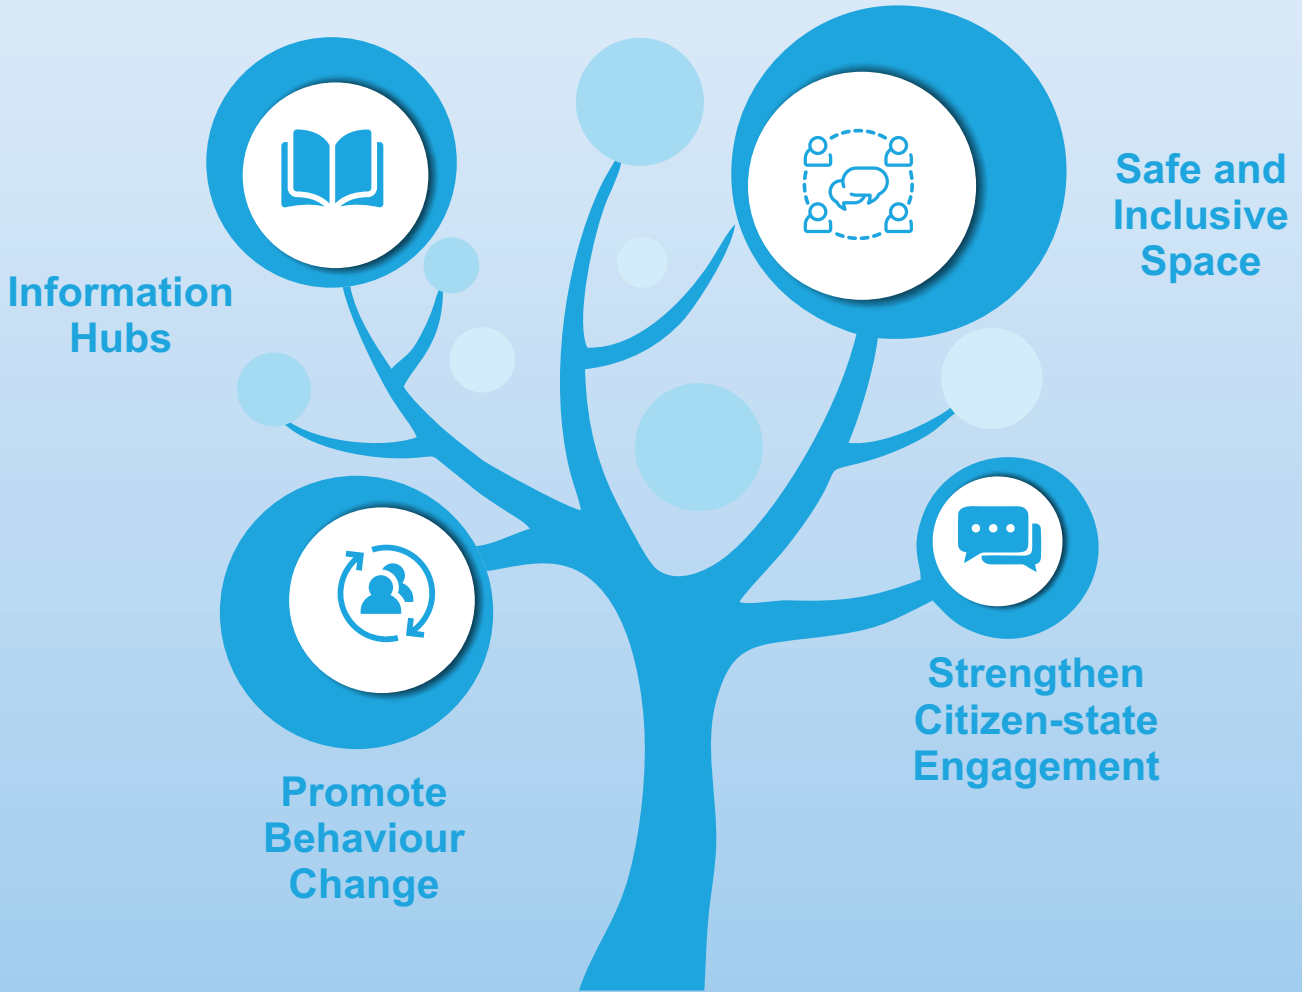 Information
Hubs
Safe and
Inclusive
Space
Promote
Behaviour
Change
Strengthen
Citizen-state
Engagement